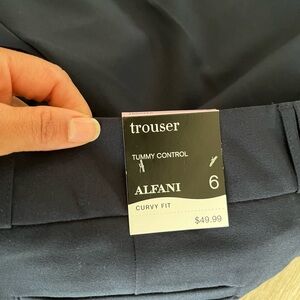 trouser
TUMMY CONTROL
ALFANI 6
CURVY FIT
$49.99